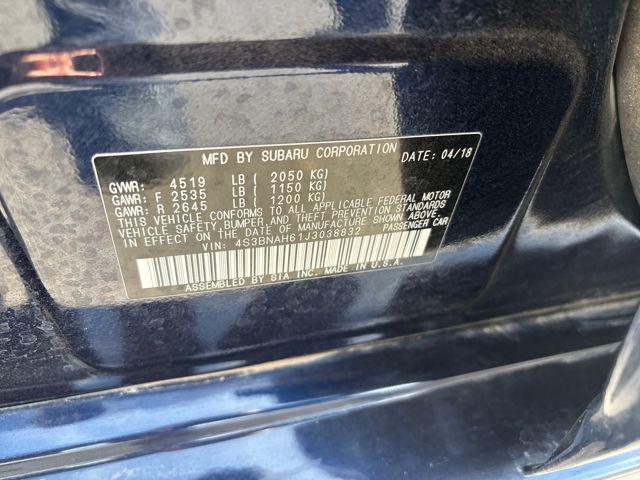 MFD BY SUBARU CORPORATION DATE: 04/18
GVWR: 4519 LB ( 2050 KG)
GAWR: F 2535 LB ( 1150 KG)
GAWR: R 2645 LB ( 1200 KG)
THIS VEHICLE CONFORMS TO ALL APPLICABLE FEDERAL MOTOR
VEHICLE SAFETY, BUMPER, AND THEFT PREVENTION STANDARDS
IN EFFECT ON THE DATE OF MANUFACTURE SHOWN ABOVE.
VIN: 4S3BNAH61J3038832 PASSENGER CAR
ASSEMBLED BY SIA INC. MADE IN U.S.A.